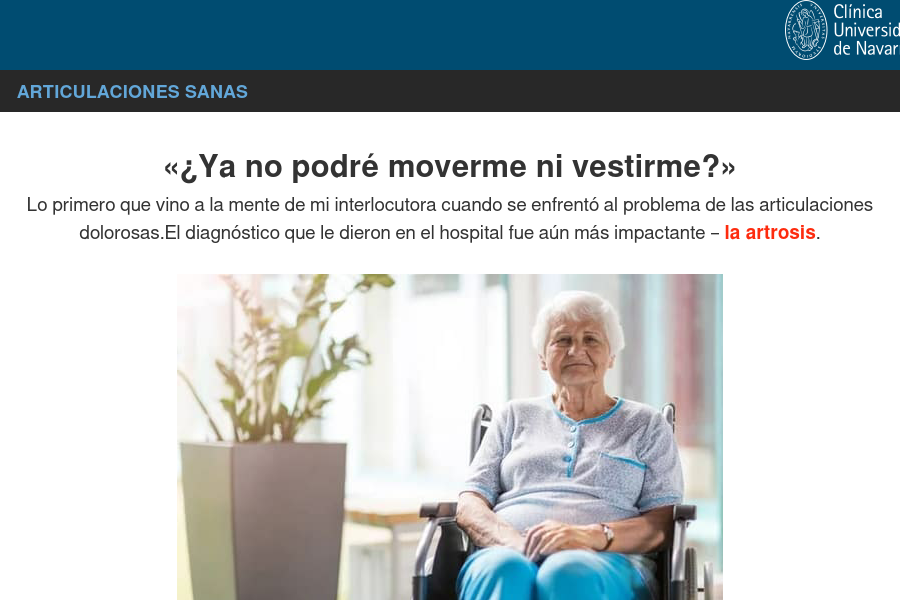 Clínica
Universid
de Navar
ARTICULACIONES SANAS
«¿Ya no podré moverme ni vestirme?»
Lo primero que vino a la mente de mi interlocutora cuando se enfrentó al problema de las articulaciones
dolorosas.El diagnóstico que le dieron en el hospital fue aún más impactante – la artrosis.